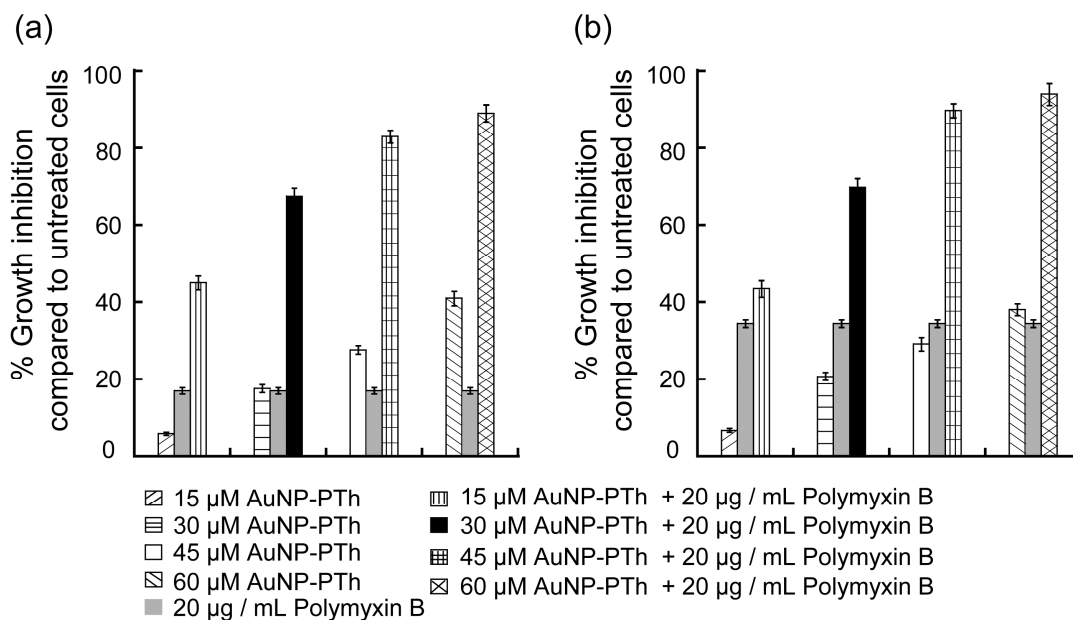 (a)
% Growth inhibition
compared to untreated cells
100
80
60
40
20
0
(b)
% Growth inhibition
compared to untreated cells
100
80
60
40
20
0
15 µM AuNP-PTh
30 µM AuNP-PTh
45 µM AuNP-PTh
60 µM AuNP-PTh
20 µg / mL Polymyxin B
15 µM AuNP-PTh + 20 µg / mL Polymyxin B
30 µM AuNP-PTh + 20 µg / mL Polymyxin B
45 µM AuNP-PTh + 20 µg / mL Polymyxin B
60 µM AuNP-PTh + 20 µg / mL Polymyxin B